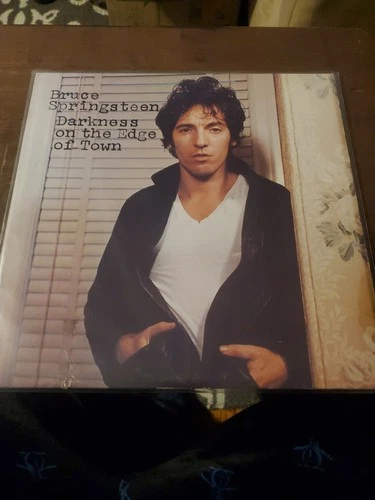 Bruce
Springsteen
Darkness
on the Edge
of Town